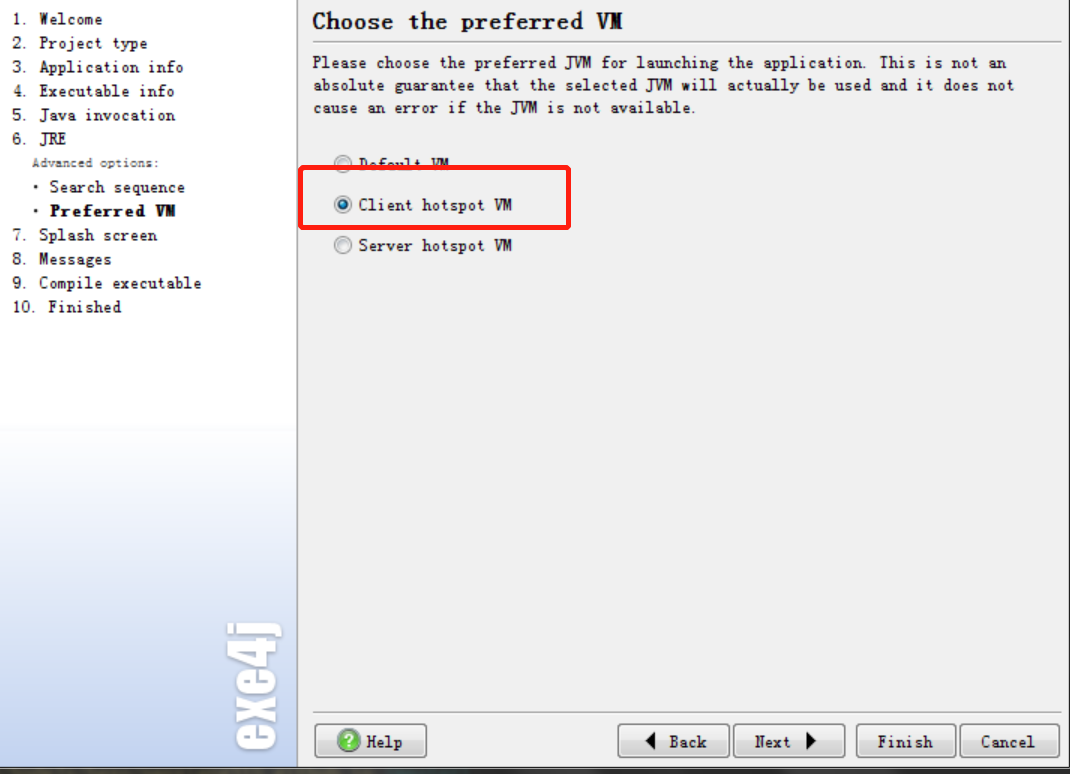 1. Welcome
2. Project type
3. Application info
4. Executable info
5. Java invocation
6. JRE
Advanced options:
· Search sequence
· Preferred VM
7. Splash screen
8. Messages
9. Compile executable
10. Finished
exe4j
Choose the preferred VM
Please choose the preferred JVM for launching the application. This is not an
absolute guarantee that the selected JVM will actually be used and it does not
cause an error if the JVM is not available.
Default VM
Client hotspot VM
Server hotspot VM
Help
Back
Next
Finish
Cancel